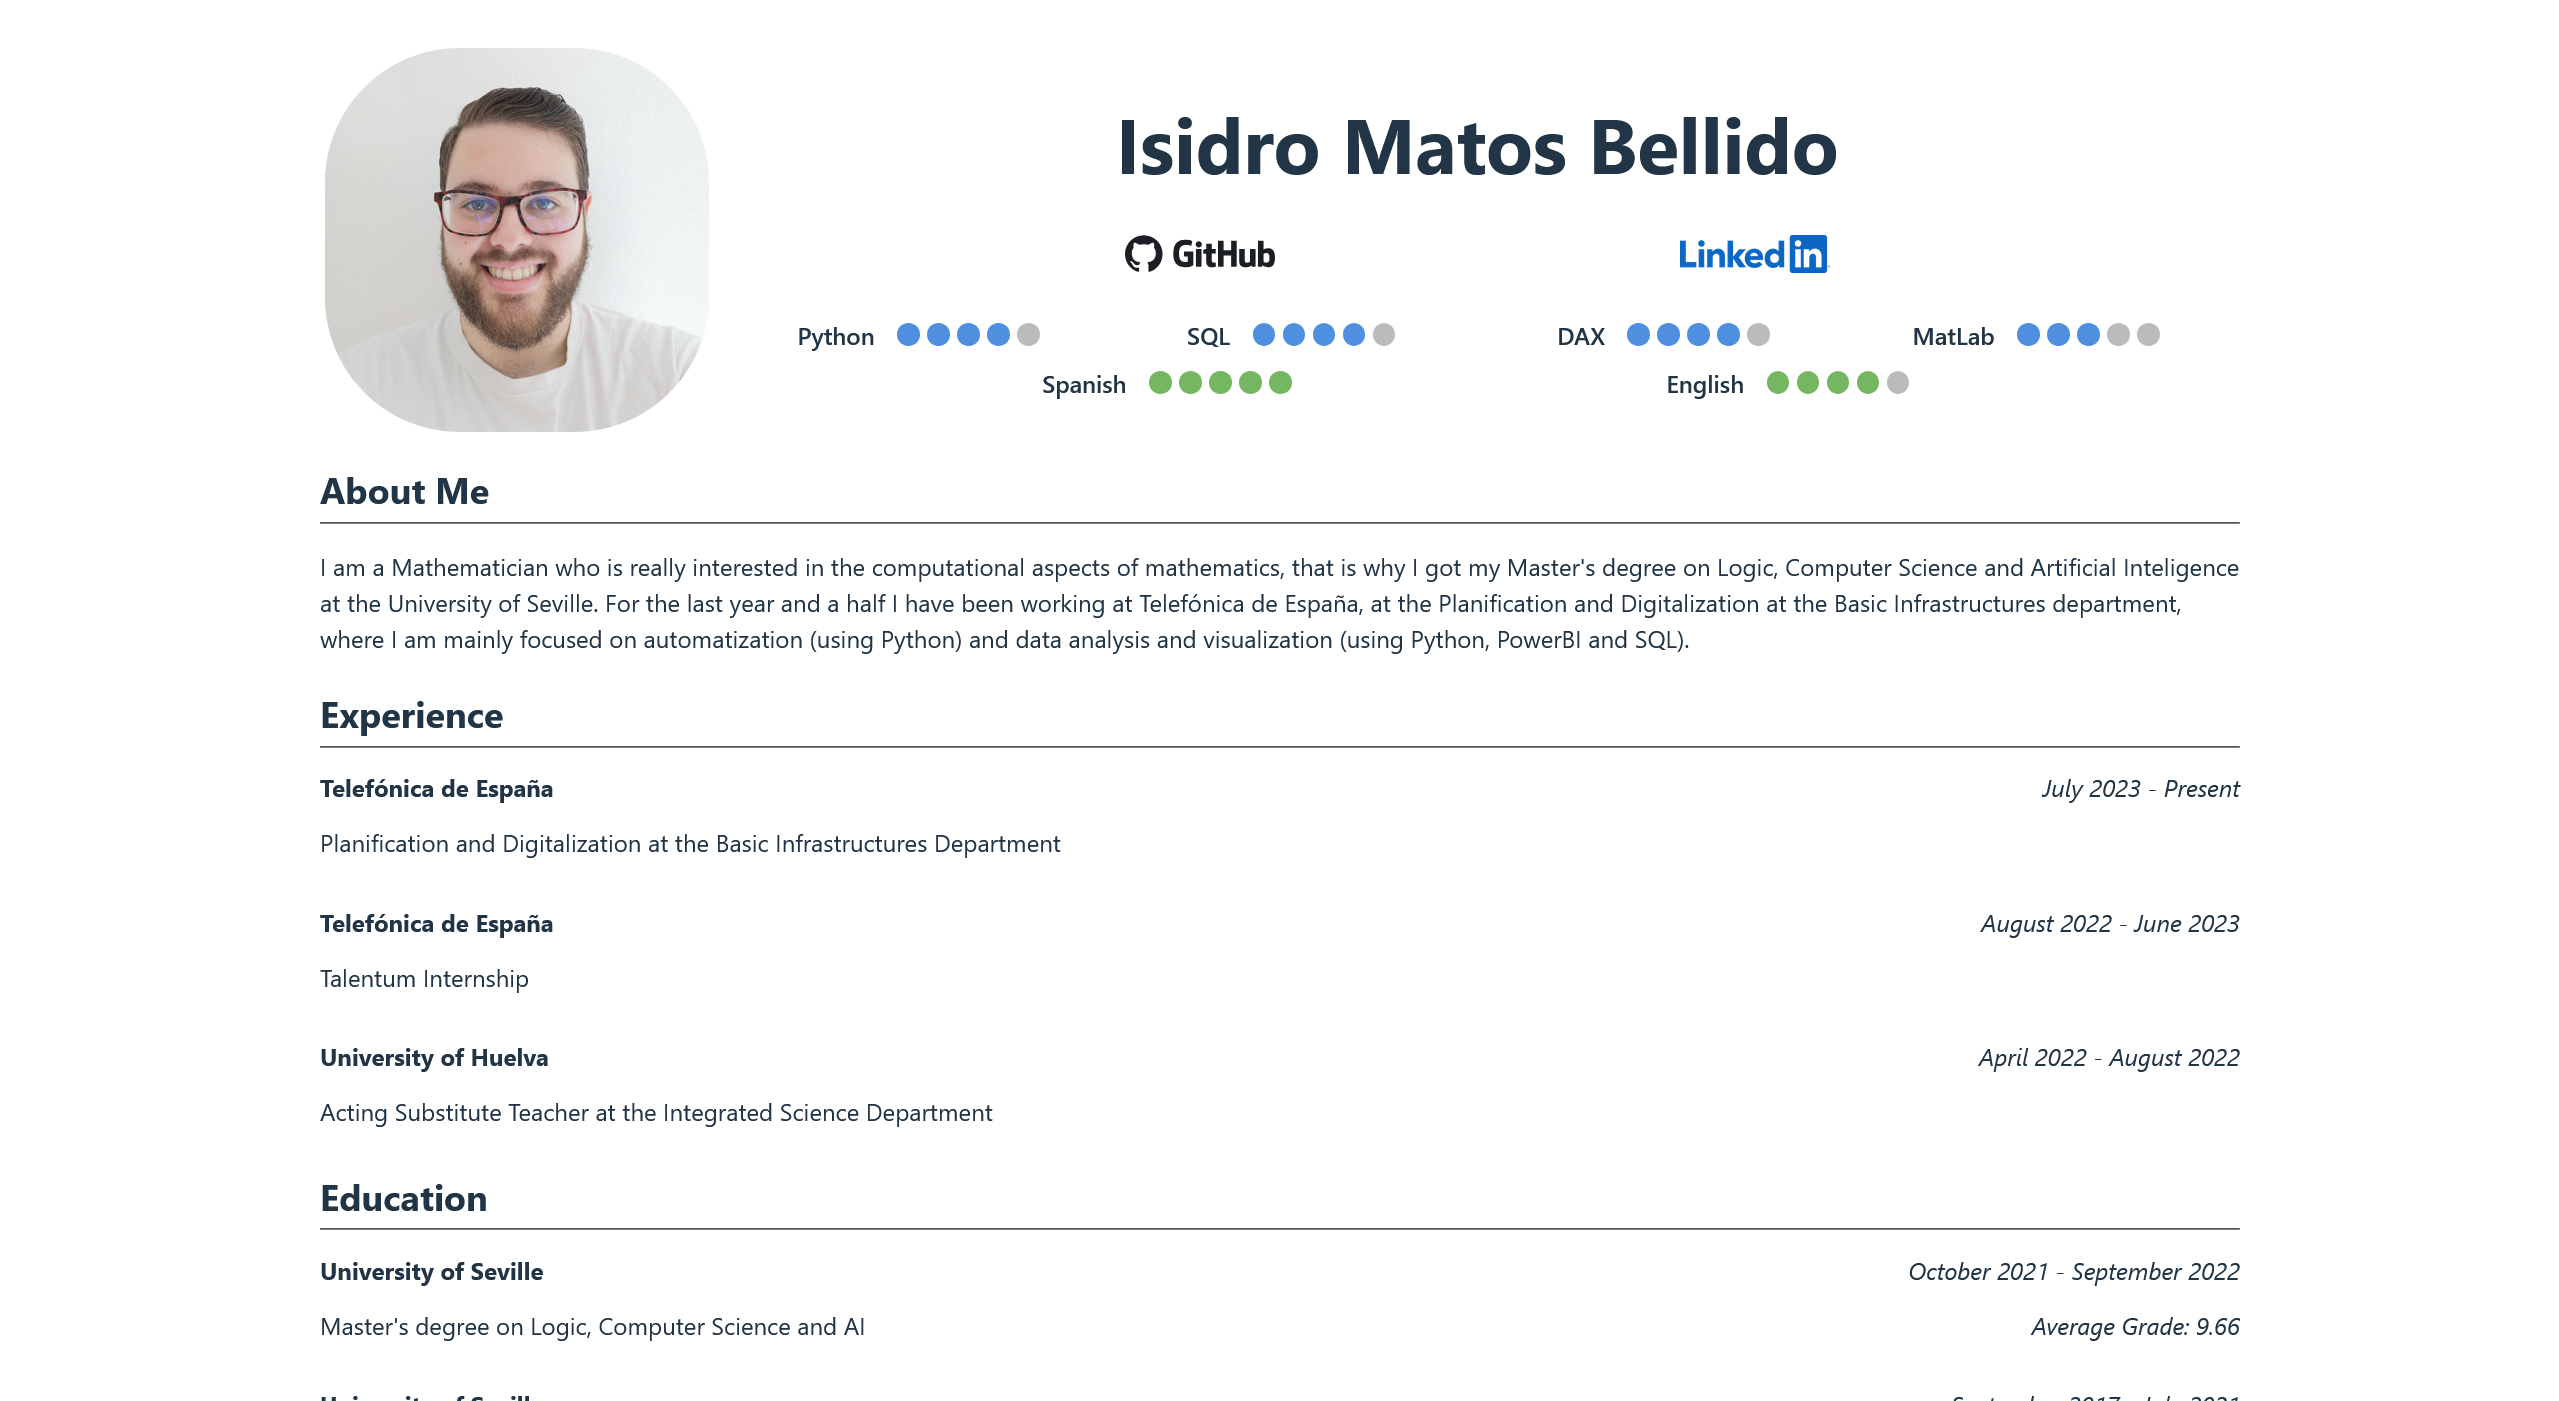 Isidro Matos Bellido
GitHub
Linkedin
Python
SQL
DAX
MatLab
Spanish
English
About Me
I am a Mathematician who is really interested in the computational aspects of mathematics, that is why I got my Master's degree on Logic, Computer Science and Artificial Inteligence
at the University of Seville. For the last year and a half I have been working at Telefónica de España, at the Planification and Digitalization at the Basic Infrastructures department,
where I am mainly focused on automatization (using Python) and data analysis and visualization (using Python, PowerBI and SQL).
Experience
Telefónica de España July 2023 - Present
Planification and Digitalization at the Basic Infrastructures Department
Telefónica de España August 2022 - June 2023
Talentum Internship
University of Huelva April 2022 - August 2022
Acting Substitute Teacher at the Integrated Science Department
Education
University of Seville October 2021 - September 2022
Master's degree on Logic, Computer Science and AI Average Grade: 9.66